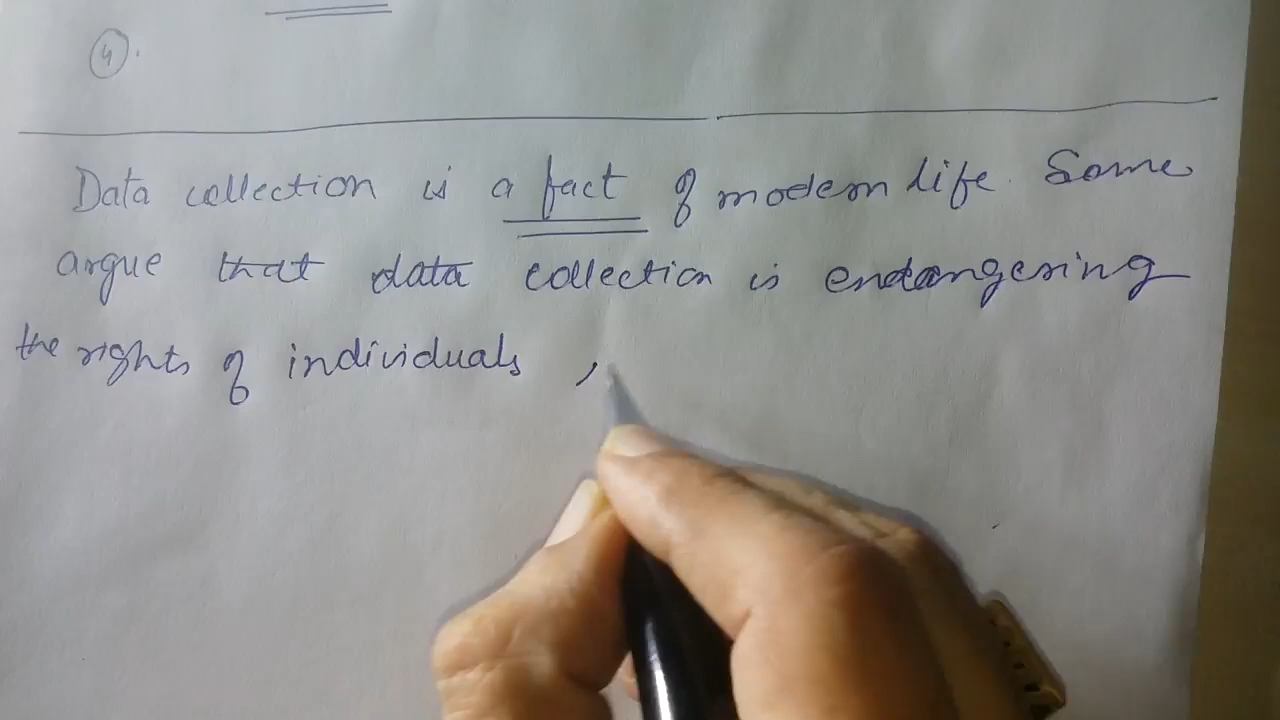 4.
Data collection is a fact of modern life. Some
argue that data collection is endangering
the rights of individuals ,